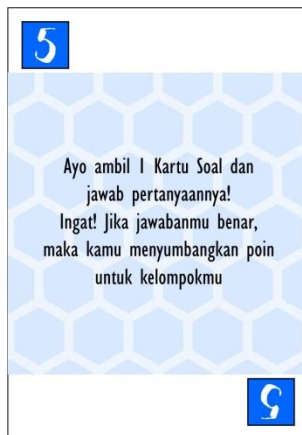 5
Ayo ambil 1 Kartu Soal dan
jawab pertanyaannya!
Ingat! Jika jawabanmu benar,
maka kamu menyumbangkan poin
untuk kelompokmu
5